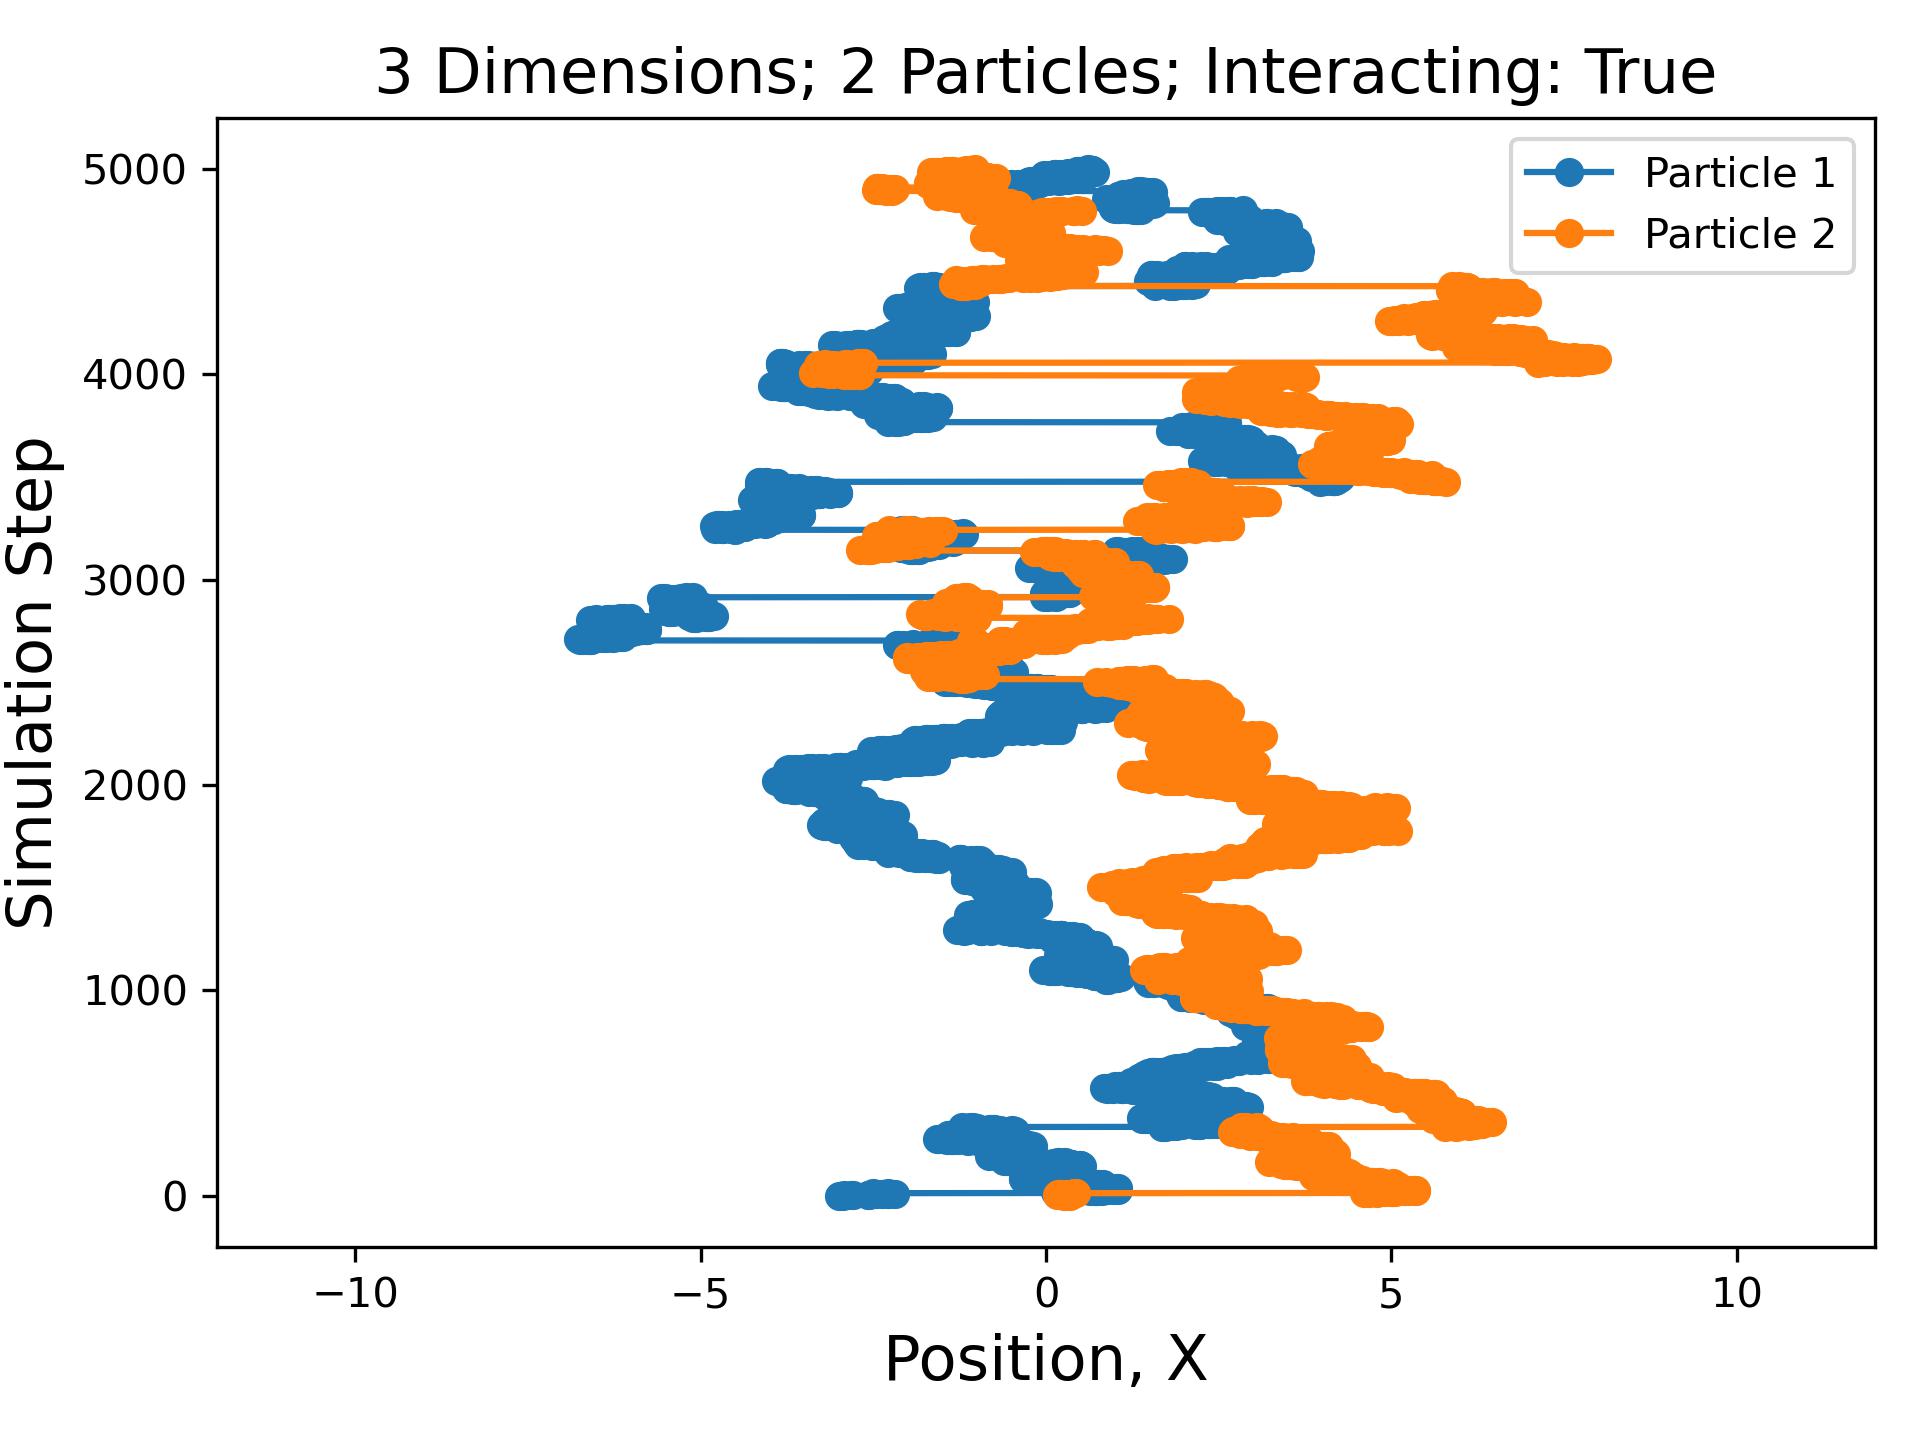 3 Dimensions; 2 Particles; Interacting: True
Particle 1
Particle 2
5000
4000
3000
2000
1000
0
Simulation Step
−10
−5
0
5
10
Position, X